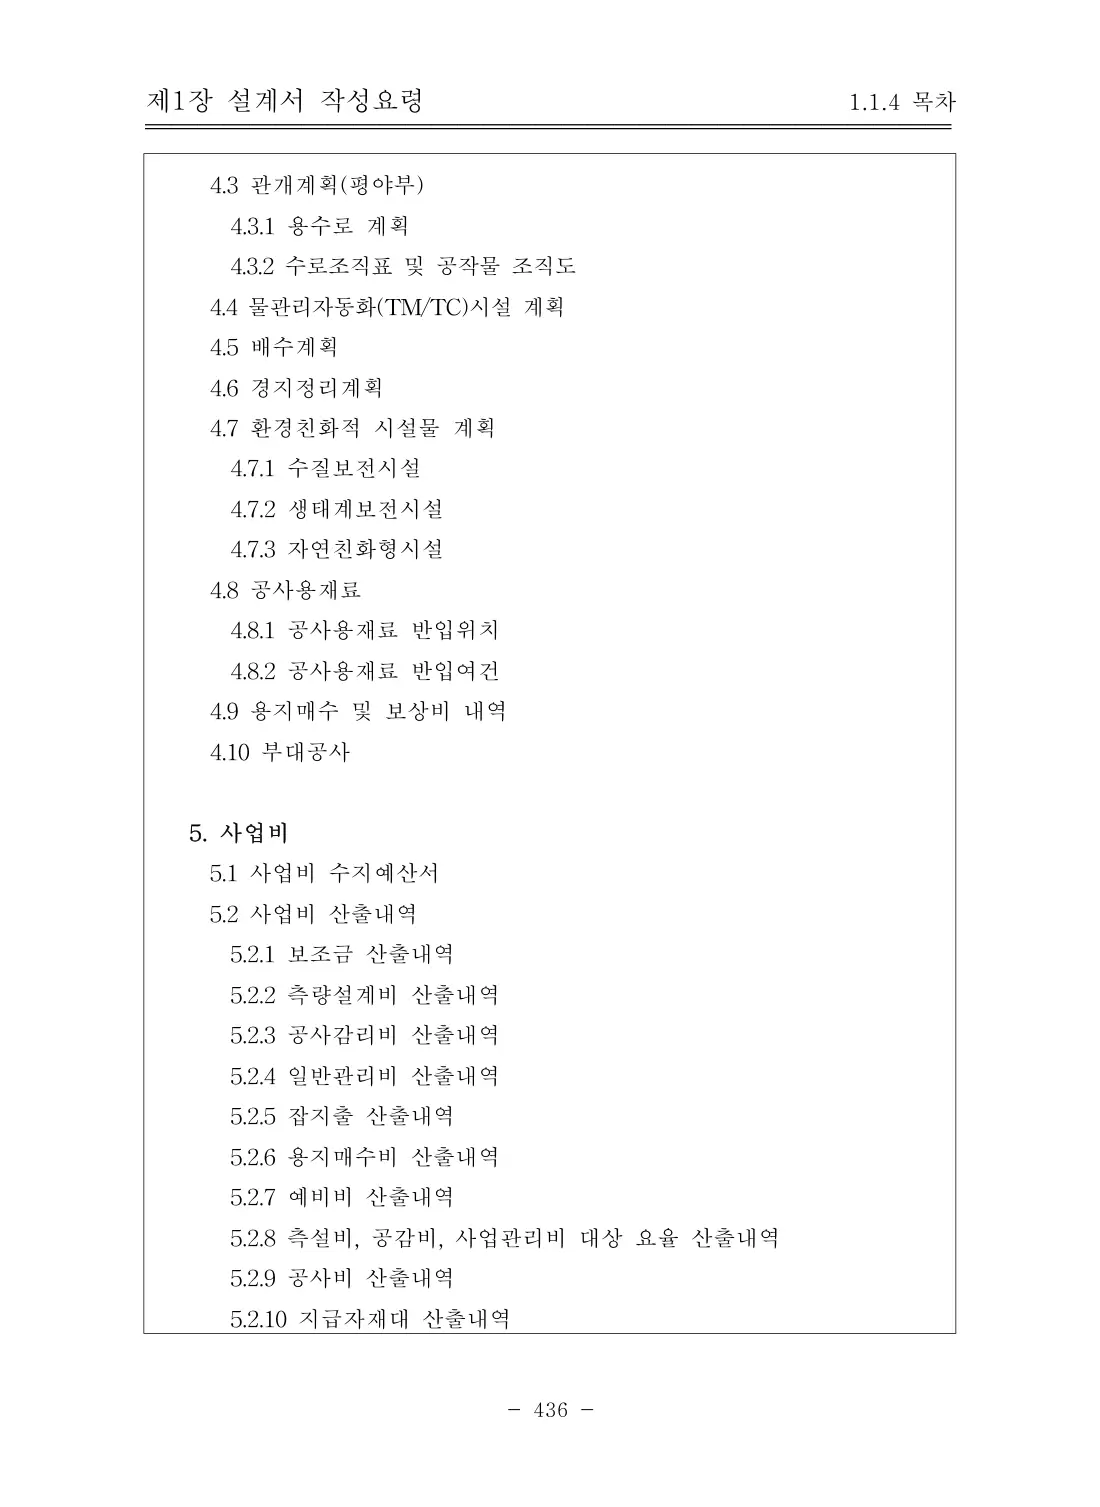 제1장 설계서 작성요령
1.1.4 목차
4.3 관개계획(평야부)
4.3.1 용수로 계획
4.3.2 수로조직표 및 공작물 조직도
4.4 물관리자동화(TM/TC)시설 계획
4.5 배수계획
4.6 경지정리계획
4.7 환경친화적 시설물 계획
4.7.1 수질보전시설
4.7.2 생태계보전시설
4.7.3 자연친화형시설
4.8 공사용재료
4.8.1 공사용재료 반입위치
4.8.2 공사용재료 반입여건
4.9 용지매수 및 보상비 내역
4.10 부대공사
5. 사업비
5.1 사업비 수지예산서
5.2 사업비 산출내역
5.2.1 보조금 산출내역
5.2.2 측량설계비 산출내역
5.2.3 공사감리비 산출내역
5.2.4 일반관리비 산출내역
5.2.5 잡지출 산출내역
5.2.6 용지매수비 산출내역
5.2.7 예비비 산출내역
5.2.8 측설비, 공감비, 사업관리비 대상 요율 산출내역
5.2.9 공사비 산출내역
5.2.10 지급자재대 산출내역
- 436 -